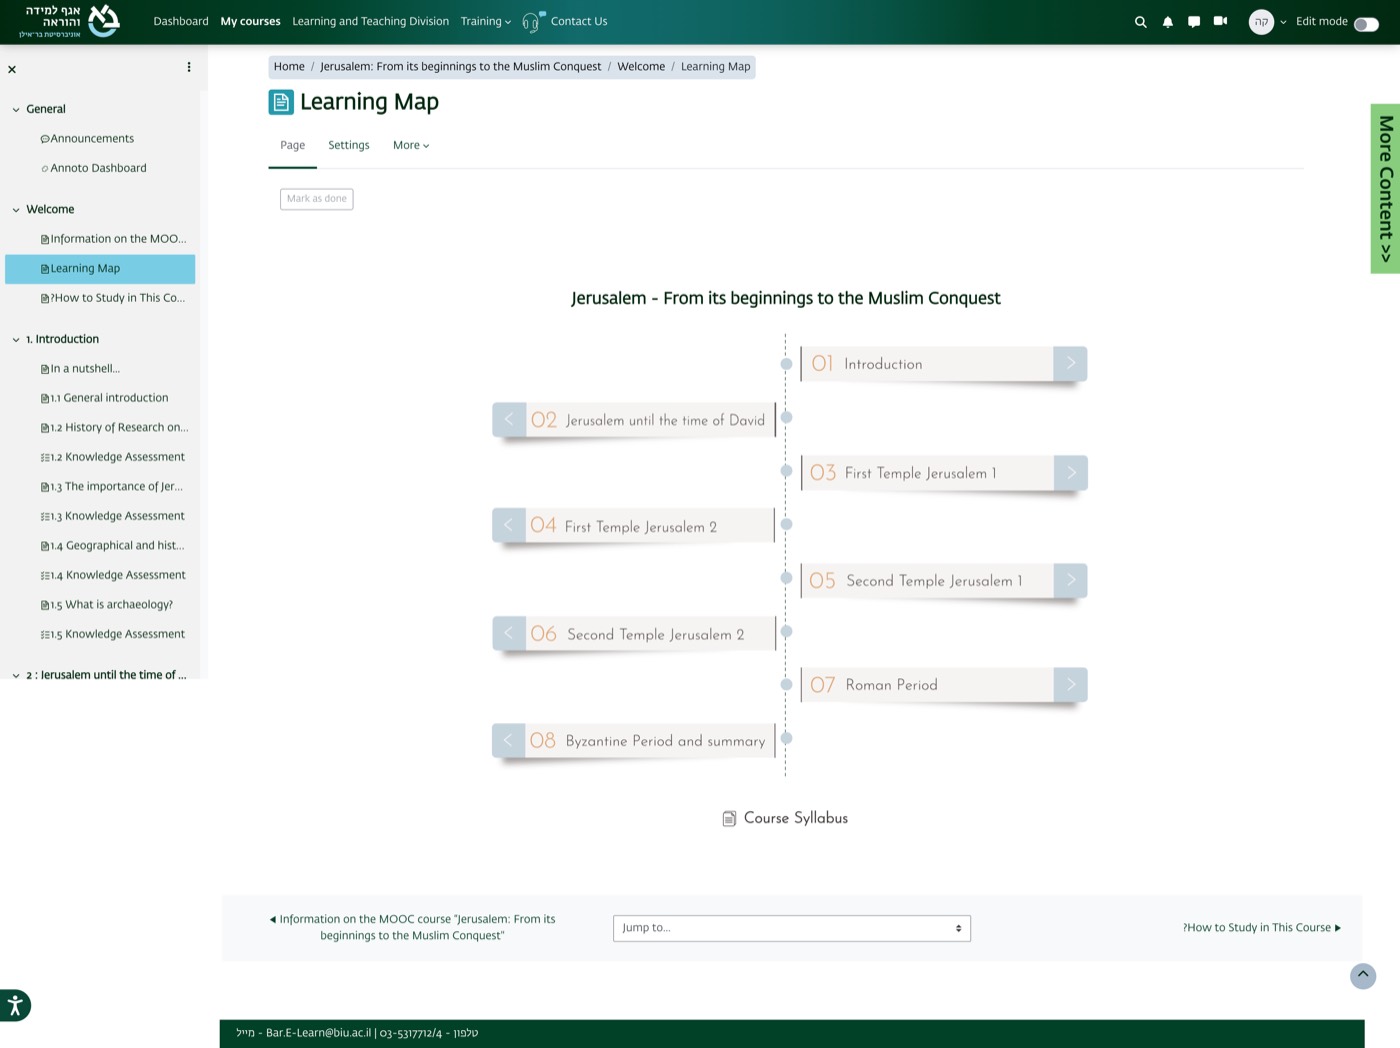 אגף למידה
והוראה
אוניברסיטת בר־אילן
Dashboard My courses Learning and Teaching Division Training Contact Us
קה Edit mode
General
Announcements
Annoto Dashboard
Welcome
Information on the MOO...
Learning Map
?How to Study in This Co...
1. Introduction
In a nutshell...
1.1 General introduction
1.2 History of Research on...
1.2 Knowledge Assessment
1.3 The importance of Jer...
1.3 Knowledge Assessment
1.4 Geographical and hist...
1.4 Knowledge Assessment
1.5 What is archaeology?
1.5 Knowledge Assessment
2 : Jerusalem until the time of ...
Home / Jerusalem: From its beginnings to the Muslim Conquest / Welcome / Learning Map
Learning Map
Page Settings More
Mark as done
More Content >>
Jerusalem - From its beginnings to the Muslim Conquest
01 Introduction
02 Jerusalem until the time of David
03 First Temple Jerusalem 1
04 First Temple Jerusalem 2
05 Second Temple Jerusalem 1
06 Second Temple Jerusalem 2
07 Roman Period
08 Byzantine Period and summary
Course Syllabus
◀ Information on the MOOC course "Jerusalem: From its
beginnings to the Muslim Conquest"
Jump to...
?How to Study in This Course ▶
טלפון - 03-5317712/4 | Bar.E-Learn@biu.ac.il - מייל